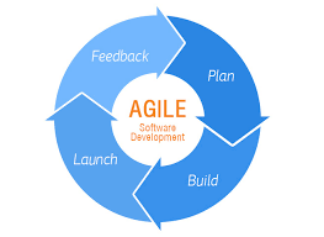 Feedback
Plan
AGILE
Software
Development
Launch
Build